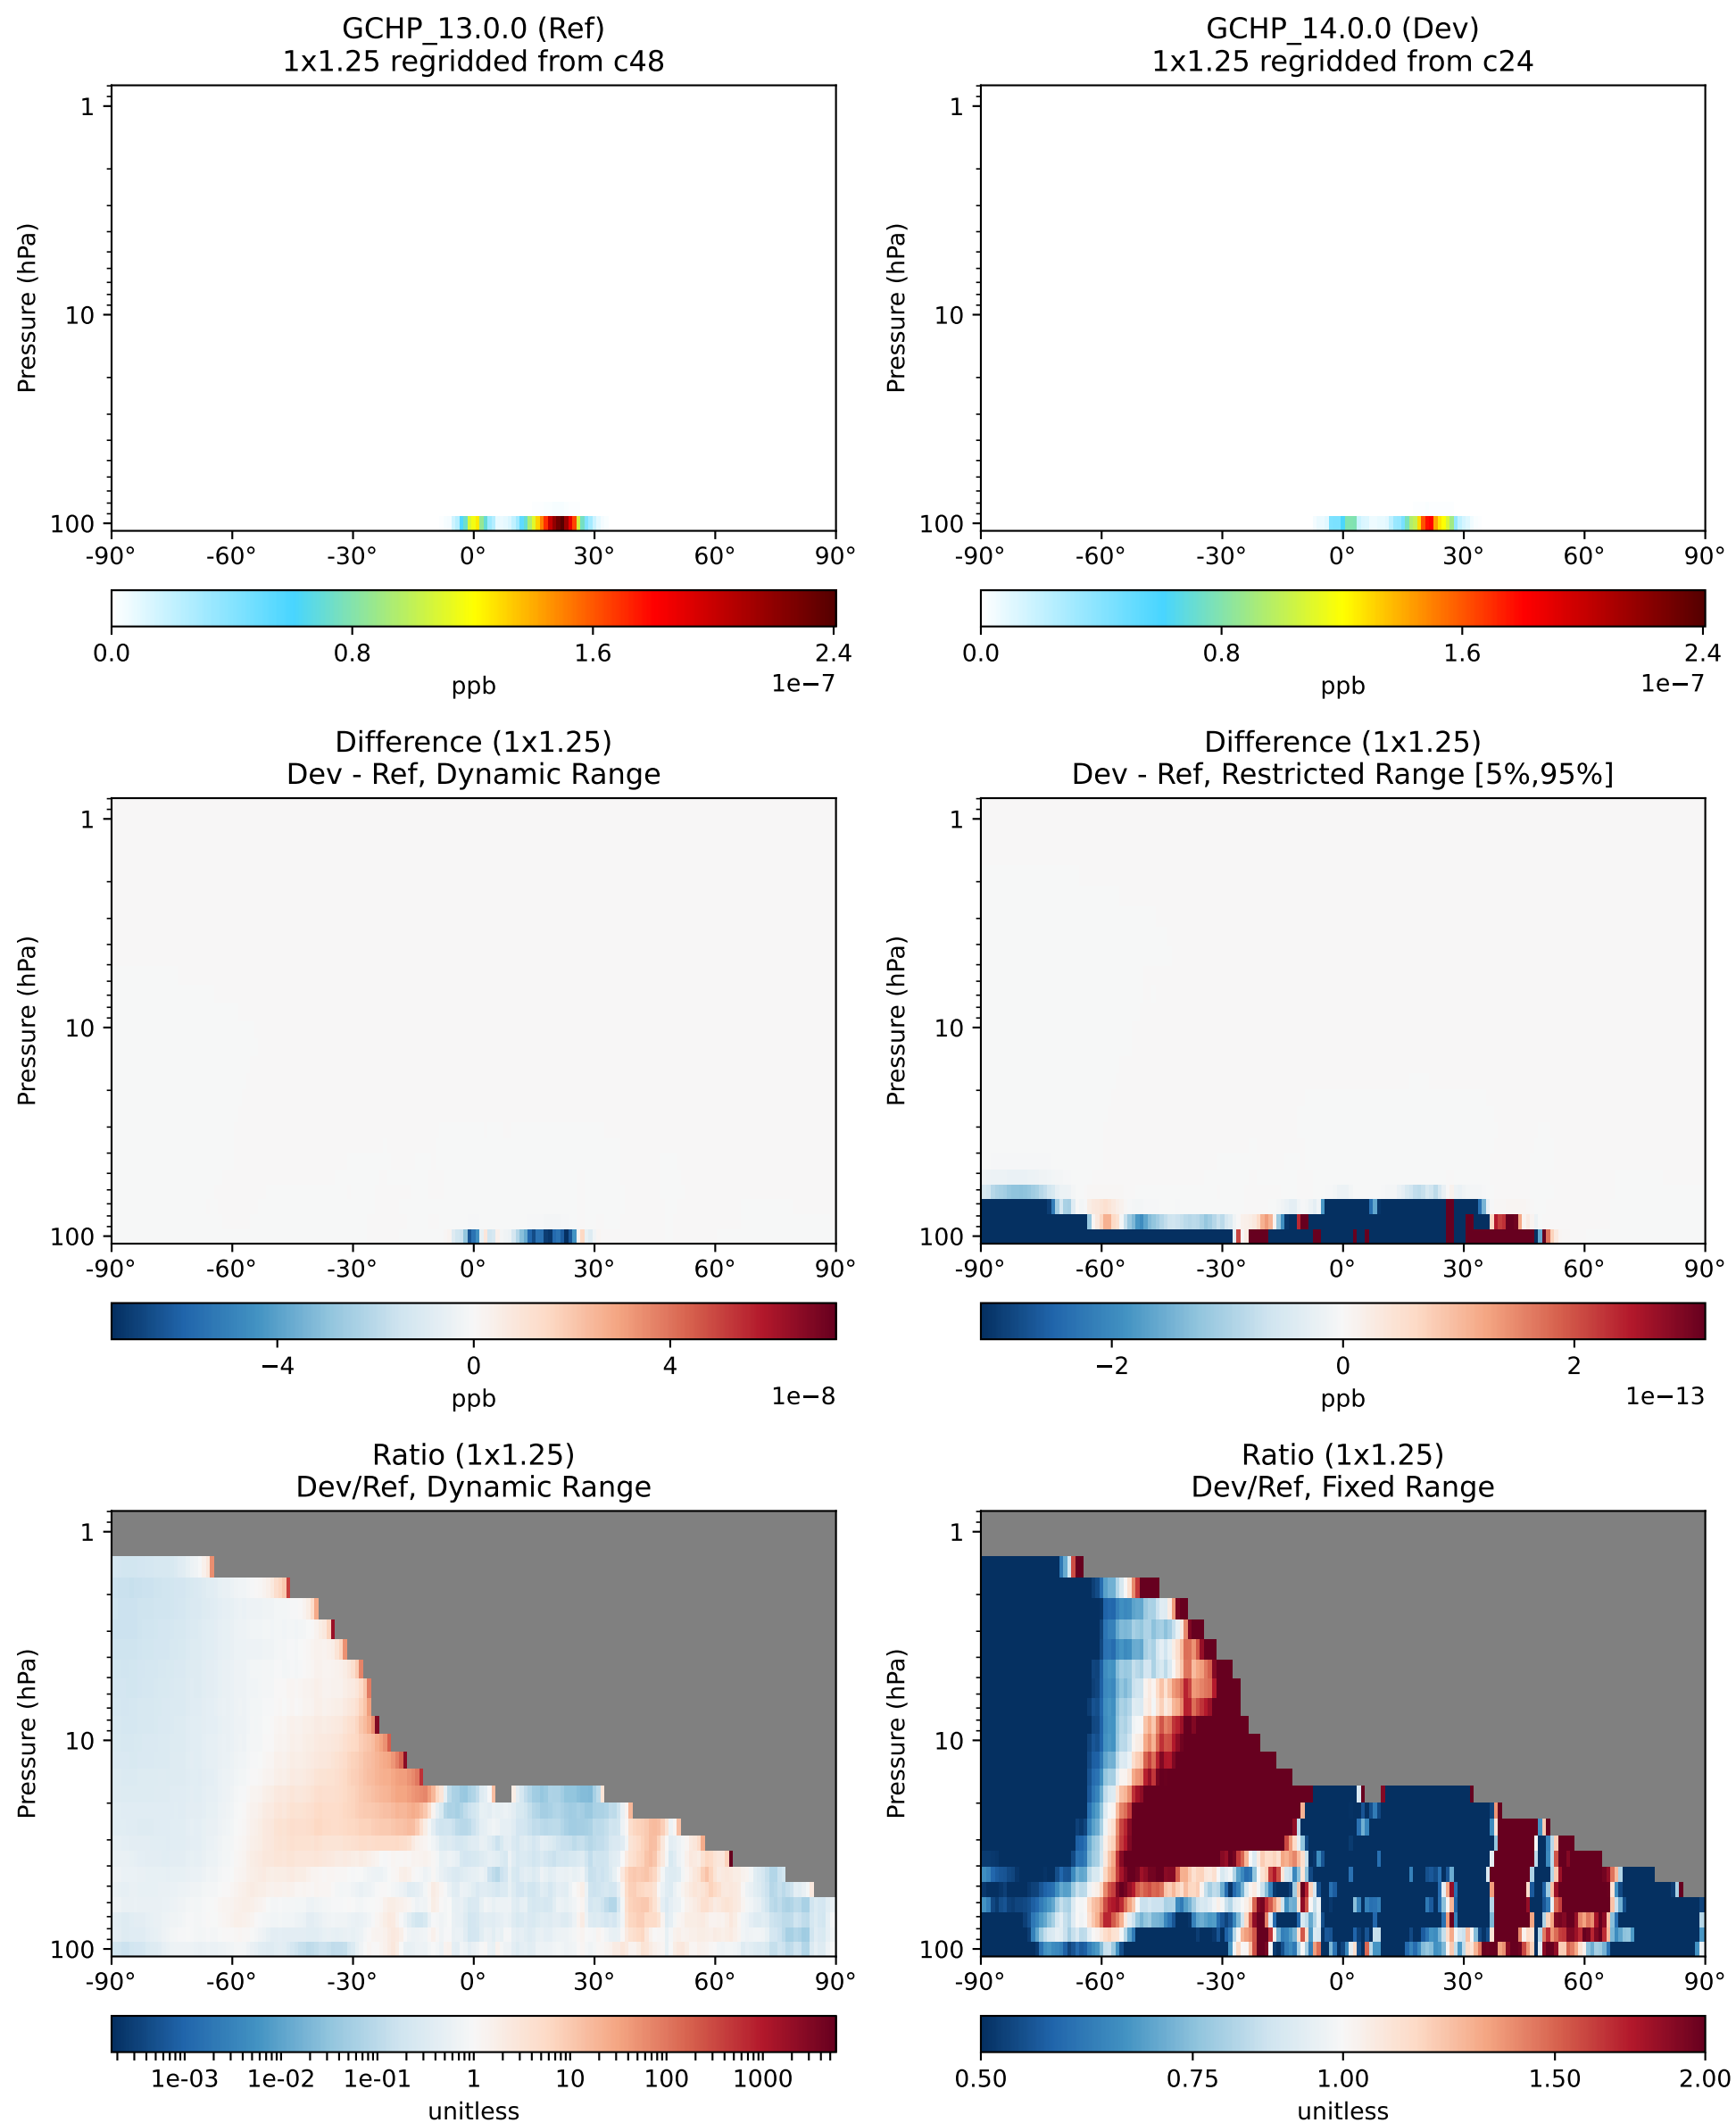 GCHP_13.0.0 (Ref)
1x1.25 regridded from c48
Pressure (hPa)
1
10
100
-90° -60° -30° 0° 30° 60° 90°
0.0 0.8 1.6 2.4
1e−7
ppb
GCHP_14.0.0 (Dev)
1x1.25 regridded from c24
Pressure (hPa)
1
10
100
-90° -60° -30° 0° 30° 60° 90°
0.0 0.8 1.6 2.4
1e−7
ppb
Difference (1x1.25)
Dev - Ref, Dynamic Range
Pressure (hPa)
1
10
100
-90° -60° -30° 0° 30° 60° 90°
−4 0 4
1e−8
ppb
Difference (1x1.25)
Dev - Ref, Restricted Range [5%,95%]
Pressure (hPa)
1
10
100
-90° -60° -30° 0° 30° 60° 90°
−2 0 2
1e−13
ppb
Ratio (1x1.25)
Dev/Ref, Dynamic Range
Pressure (hPa)
1
10
100
-90° -60° -30° 0° 30° 60° 90°
1e-03 1e-02 1e-01 1 10 100 1000
unitless
Ratio (1x1.25)
Dev/Ref, Fixed Range
Pressure (hPa)
1
10
100
-90° -60° -30° 0° 30° 60° 90°
0.50 0.75 1.00 1.50 2.00
unitless